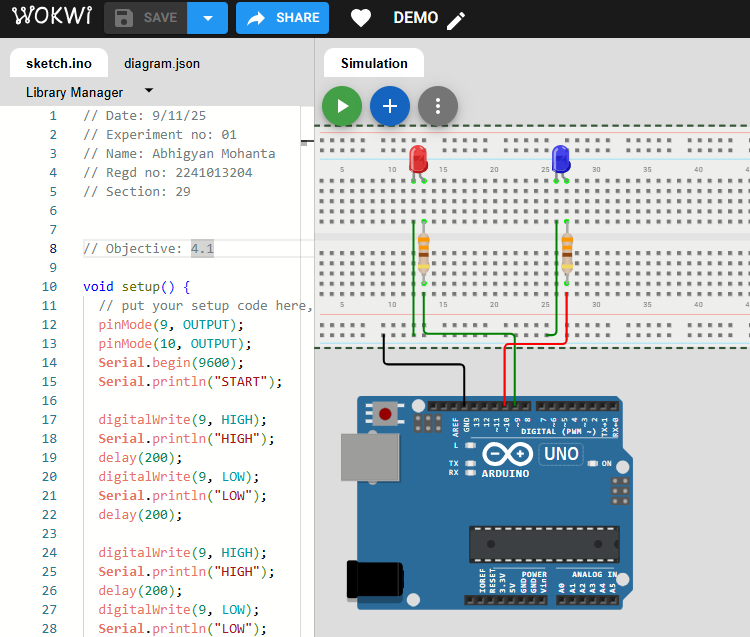 WOKWI
SAVE
SHARE
DEMO
sketch.ino
diagram.json
Library Manager
Simulation
1 // Date: 9/11/25
2 // Experiment no: 01
3 // Name: Abhigyan Mohanta
4 // Regd no: 2241013204
5 // Section: 29
6
7
8 // Objective: 4.1
9
10 void setup() {
11 // put your setup code here,
12 pinMode(9, OUTPUT);
13 pinMode(10, OUTPUT);
14 Serial.begin(9600);
15 Serial.println("START");
16
17 digitalWrite(9, HIGH);
18 Serial.println("HIGH");
19 delay(200);
20 digitalWrite(9, LOW);
21 Serial.println("LOW");
22 delay(200);
23
24 digitalWrite(9, HIGH);
25 Serial.println("HIGH");
26 delay(200);
27 digitalWrite(9, LOW);
28 Serial.println("LOW");
5 10 15 20 25 30 35 40
5 10 15 20 25 30 35 40
AREF GND 13 12 ~11 ~10 ~9 8 7 ~6 ~5 4 ~3 2 TX→1 RX←0
DIGITAL (PWM ~)
L
TX
RX
UNO
ON
ARDUINO
IOREF RESET 3.3V 5V GND GND Vin
POWER
ANALOG IN
A0 A1 A2 A3 A4 A5